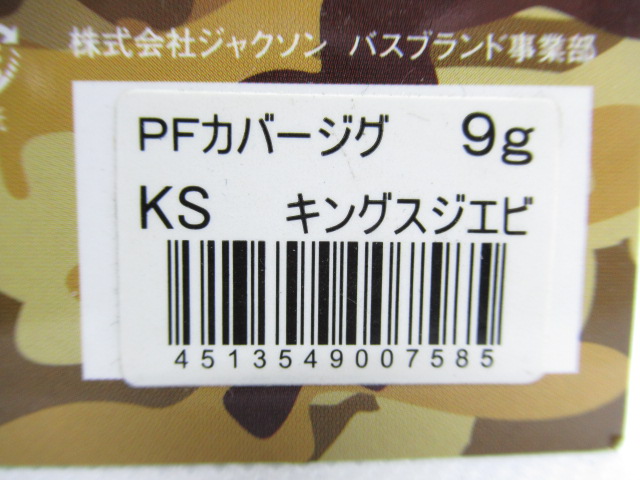 株式会社ジャクソン バスブランド事業部
PFカバージグ 9g
KS キングスジエビ
4513549007585